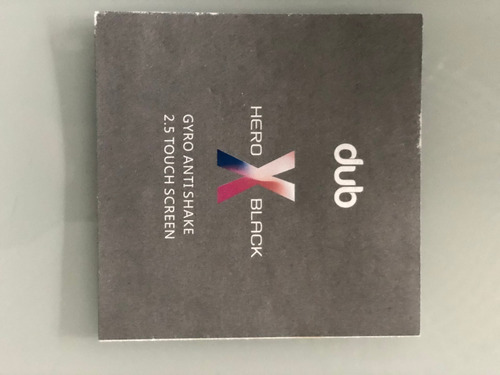 dub
HERO X BLACK
GYRO ANTI SHAKE
2.5 TOUCH SCREEN